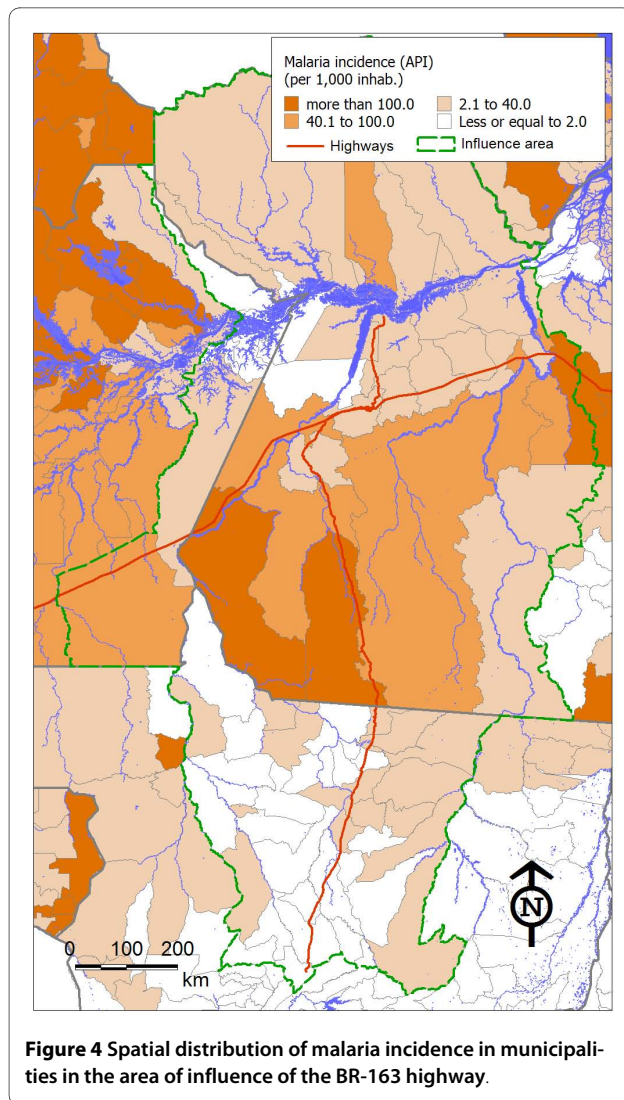 Malaria incidence (API)
(per 1,000 inhab.)
more than 100.0 2.1 to 40.0
40.1 to 100.0 Less or equal to 2.0
Highways Influence area
N
0 100 200
km
Figure 4 Spatial distribution of malaria incidence in municipali-
ties in the area of influence of the BR-163 highway.